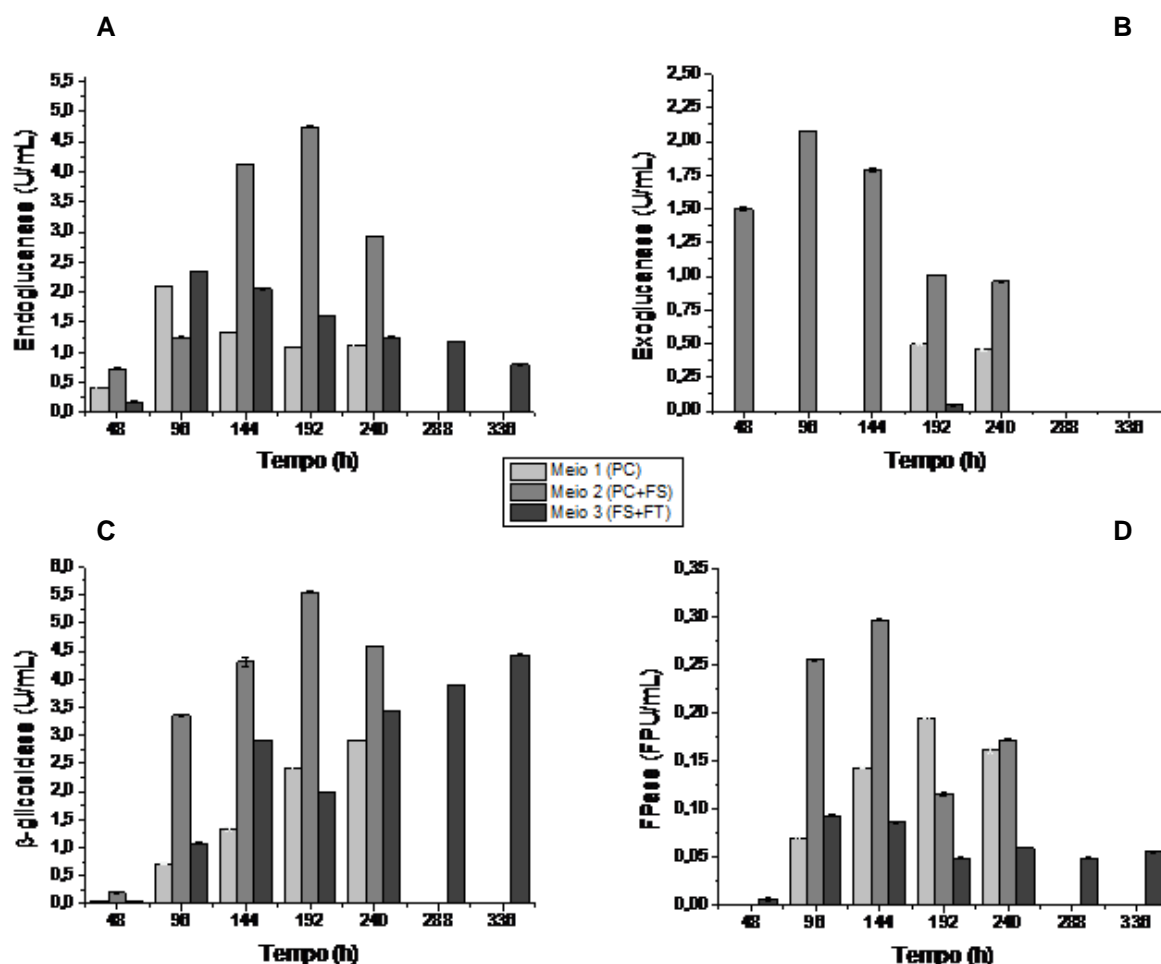 A
B
Endoglucanase (U/mL)
5,5
5,0
4,5
4,0
3,5
3,0
2,5
2,0
1,5
1,0
0,5
0,0
48 96 144 192 240 288 336
Tempo (h)
Exoglucanase (U/mL)
2,50
2,25
2,00
1,75
1,50
1,25
1,00
0,75
0,50
0,25
0,00
48 96 144 192 240 288 336
Tempo (h)
Meio 1 (PC)
Meio 2 (PC+FS)
Meio 3 (FS+FT)
C
D
β-glicosidase (U/mL)
6,0
5,5
5,0
4,5
4,0
3,5
3,0
2,5
2,0
1,5
1,0
0,5
0,0
48 96 144 192 240 288 336
Tempo (h)
FPase (FPU/mL)
0,35
0,30
0,25
0,20
0,15
0,10
0,05
0,00
48 96 144 192 240 288 336
Tempo (h)